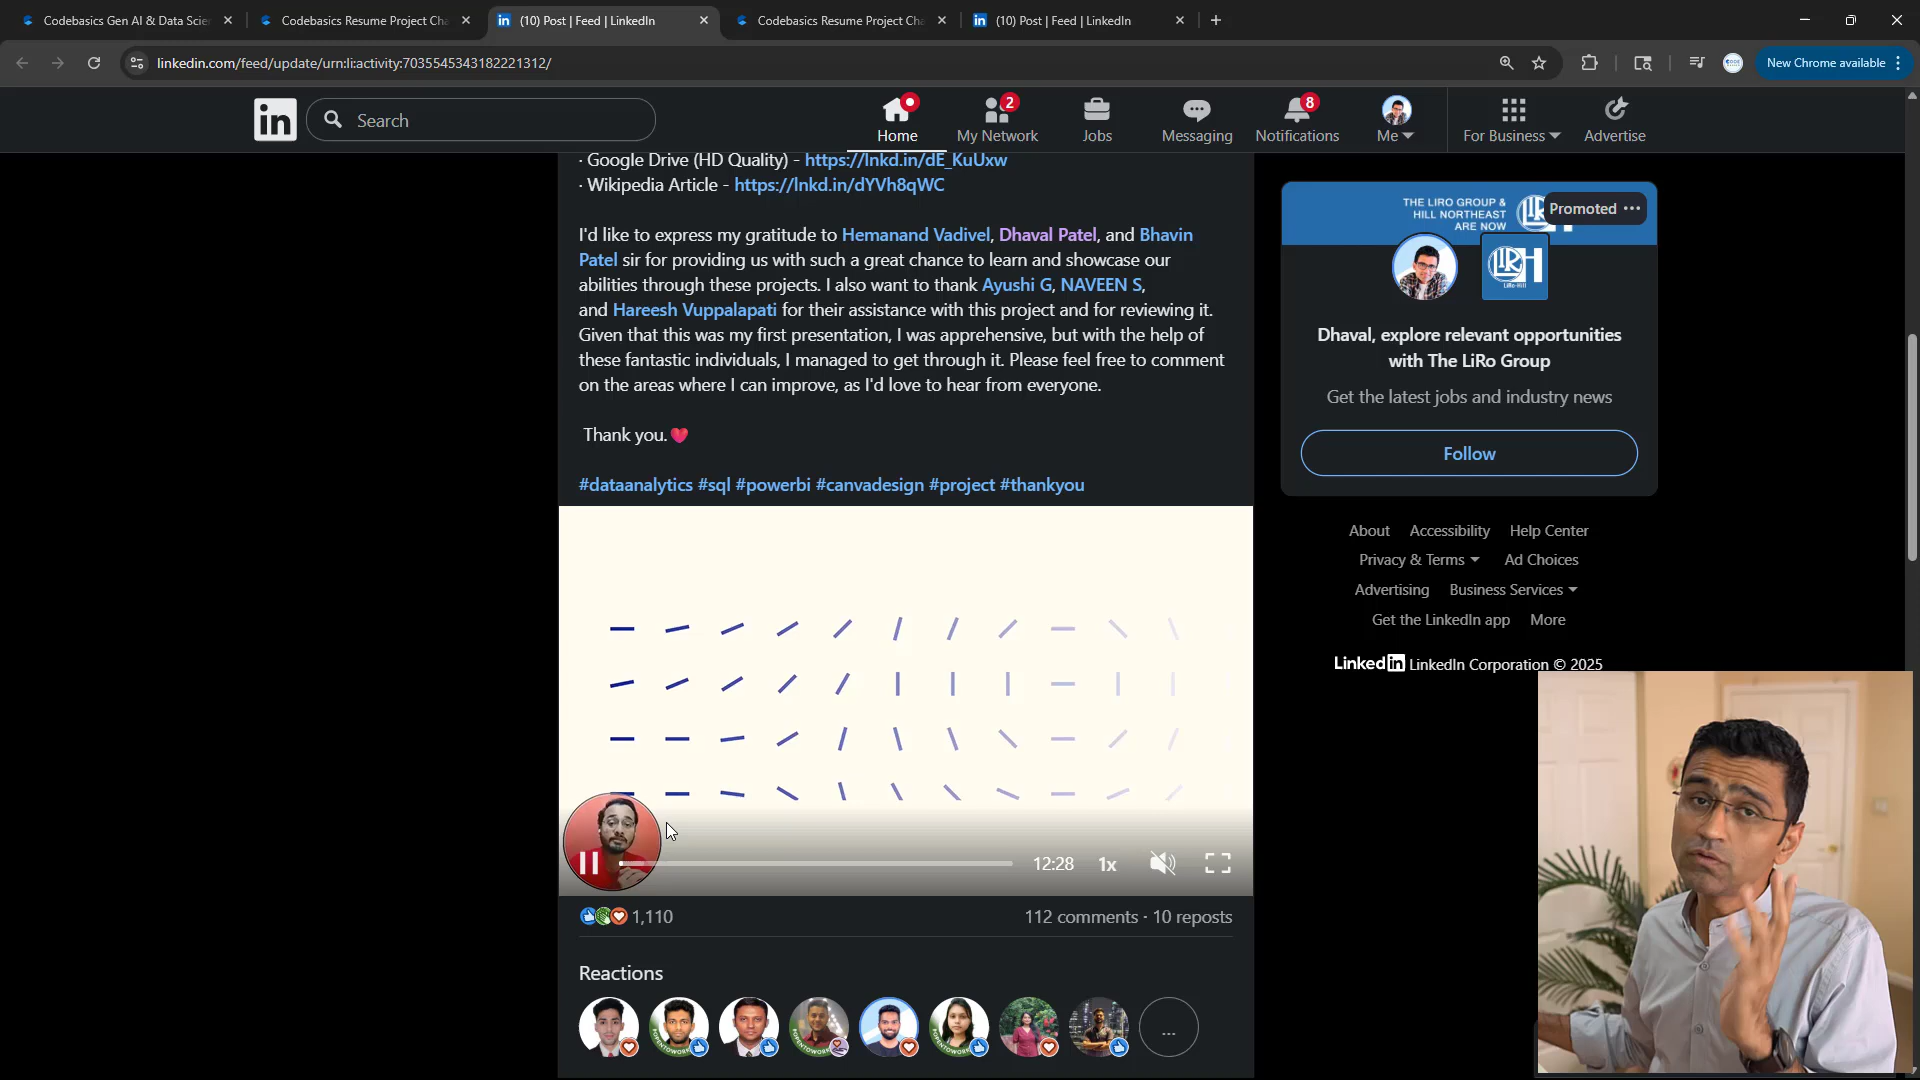 Codebasics Gen AI & Data Scie
Codebasics Resume Project Cha
(10) Post | Feed | LinkedIn
Codebasics Resume Project Cha
(10) Post | Feed | LinkedIn
linkedin.com/feed/update/urn:li:activity:7035545343182221312/
New Chrome available
in
Search
Home
2
My Network
Jobs
Messaging
8
Notifications
Me
For Business
Advertise
· Google Drive (HD Quality) - https://lnkd.in/dE_KuUxw
· Wikipedia Article - https://lnkd.in/dYVh8qWC
I'd like to express my gratitude to Hemanand Vadivel, Dhaval Patel, and Bhavin
Patel sir for providing us with such a great chance to learn and showcase our
abilities through these projects. I also want to thank Ayushi G, NAVEEN S,
and Hareesh Vuppalapati for their assistance with this project and for reviewing it.
Given that this was my first presentation, I was apprehensive, but with the help of
these fantastic individuals, I managed to get through it. Please feel free to comment
on the areas where I can improve, as I'd love to hear from everyone.
Thank you.
#dataanalytics #sql #powerbi #canvadesign #project #thankyou
12:28
1x
1,110
112 comments · 10 reposts
Reactions
...
THE LIRO GROUP &
HILL NORTHEAST
ARE NOW
Promoted
LiRo-Hill
Dhaval, explore relevant opportunities
with The LiRo Group
Get the latest jobs and industry news
Follow
About Accessibility Help Center
Privacy & Terms Ad Choices
Advertising Business Services
Get the LinkedIn app More
LinkedIn LinkedIn Corporation © 2025